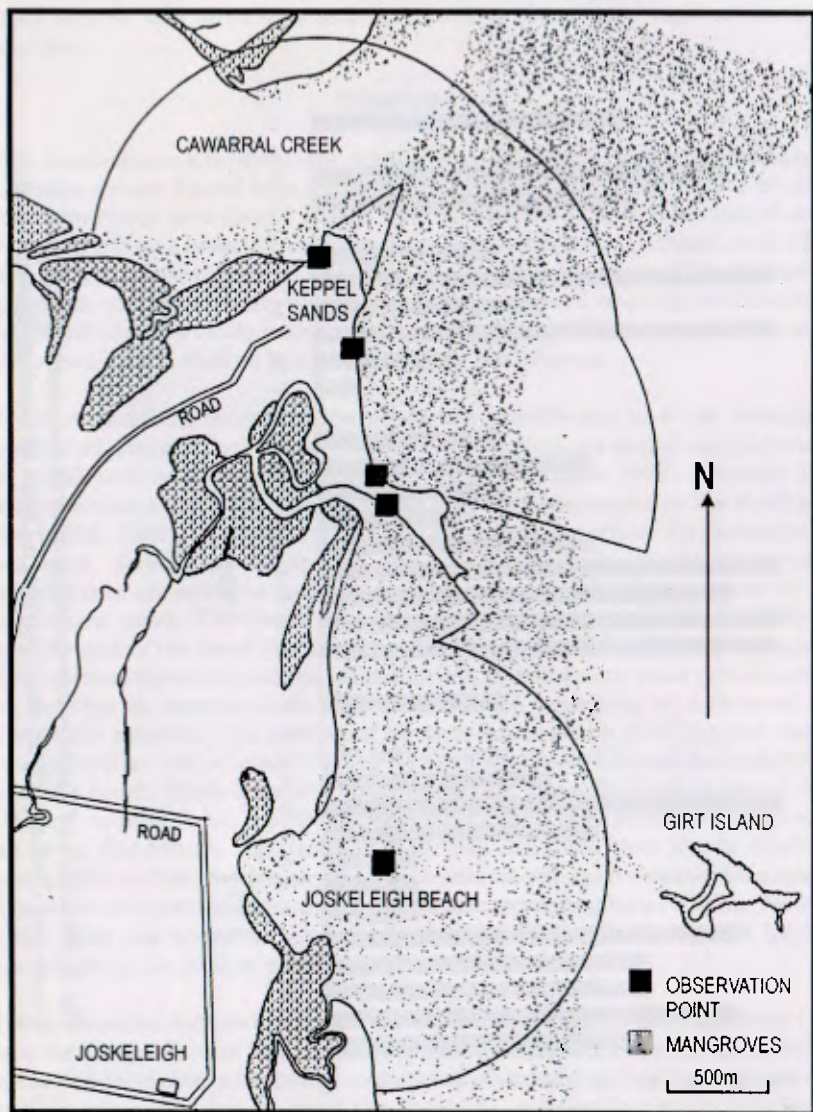 CAWARRAL CREEK
KEPPEL
SANDS
ROAD
N
ROAD
GIRT ISLAND
JOSKELEIGH BEACH
OBSERVATION
POINT
MANGROVES
JOSKELEIGH
500m